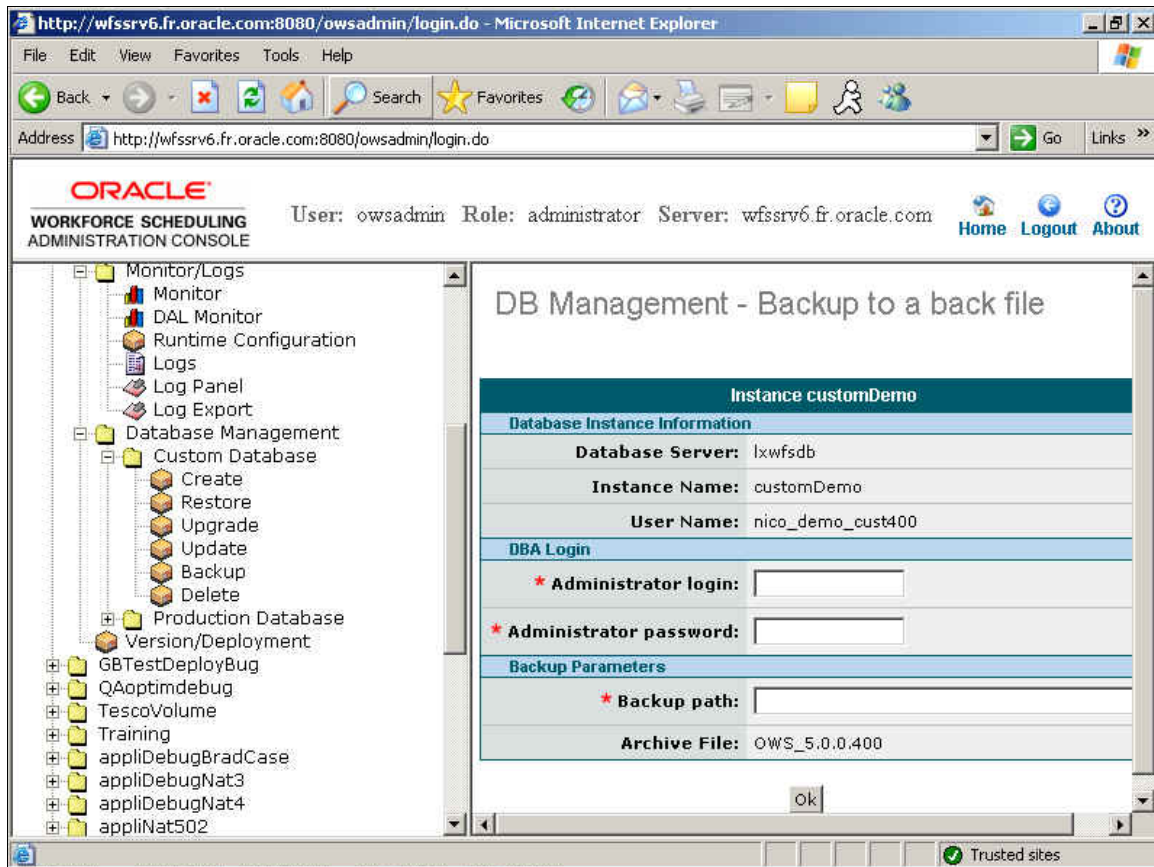 http://wfssrv6.fr.oracle.com:8080/owsadmin/login.do - Microsoft Internet Explorer
File Edit View Favorites Tools Help
Back Search Favorites
Address http://wfssrv6.fr.oracle.com:8080/owsadmin/login.do Go Links »
ORACLE
WORKFORCE SCHEDULING
ADMINISTRATION CONSOLE
User: owsadmin Role: administrator Server: wfssrv6.fr.oracle.com
Home Logout About
Monitor/Logs
Monitor
DAL Monitor
Runtime Configuration
Logs
Log Panel
Log Export
Database Management
Custom Database
Create
Restore
Upgrade
Update
Backup
Delete
Production Database
Version/Deployment
GBTestDeployBug
QAoptimdebug
TescoVolume
Training
appliDebugBradCase
appliDebugNat3
appliDebugNat4
appliNat502
DB Management - Backup to a back file
Instance customDemo
Database Instance Information
Database Server: lxwfsdb
Instance Name: customDemo
User Name: nico_demo_cust400
DBA Login
* Administrator login:
* Administrator password:
Backup Parameters
* Backup path:
Archive File: OWS_5.0.0.400
Ok
Trusted sites